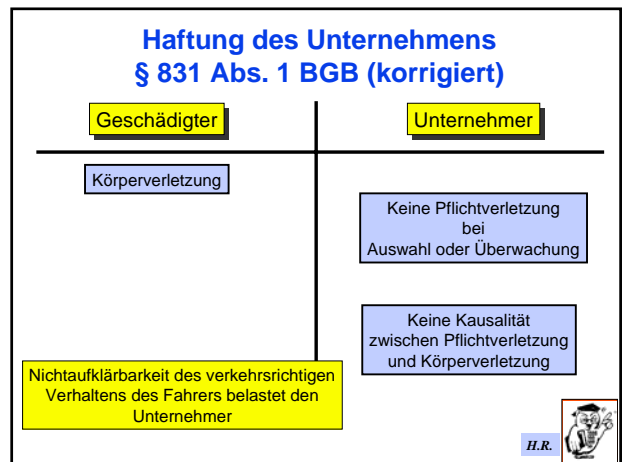 Haftung des Unternehmens
§ 831 Abs. 1 BGB (korrigiert)
Geschädigter
Unternehmer
Körperverletzung
Keine Pflichtverletzung
bei
Auswahl oder Überwachung
Keine Kausalität
zwischen Pflichtverletzung
und Körperverletzung
Nichtaufklärbarkeit des verkehrsrichtigen
Verhaltens des Fahrers belastet den
Unternehmer
H.R.